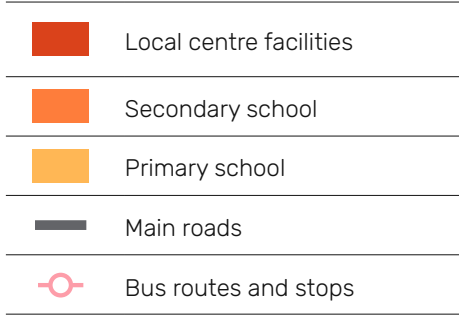 Local centre facilities
Secondary school
Primary school
Main roads
Bus routes and stops